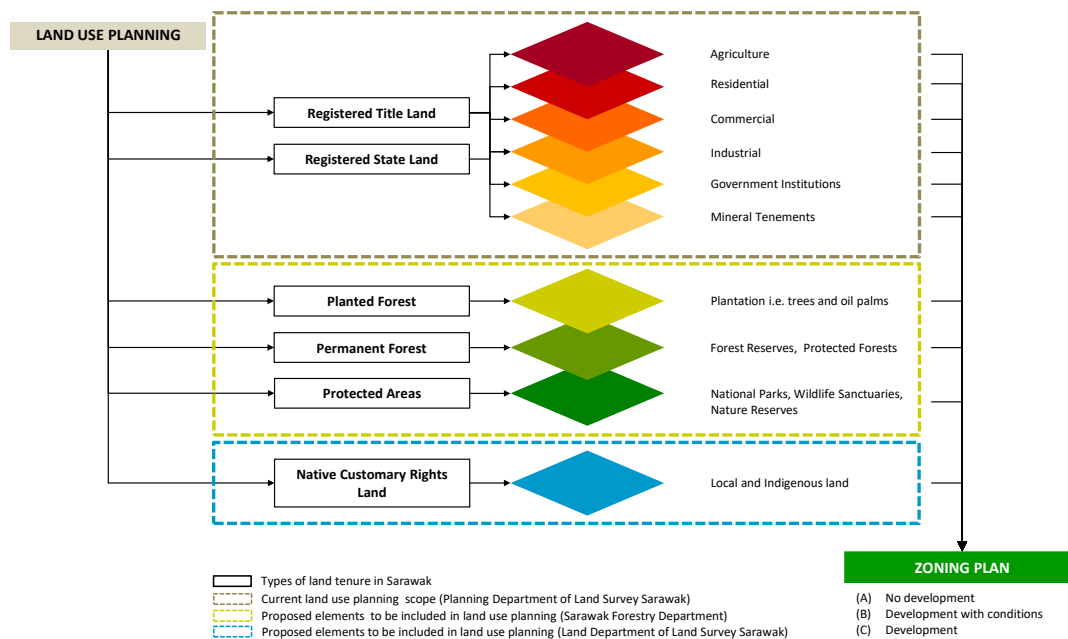 LAND USE PLANNING
Registered Title Land
Registered State Land
Agriculture
Residential
Commercial
Industrial
Government Institutions
Mineral Tenements
Planted Forest
Plantation i.e. trees and oil palms
Permanent Forest
Forest Reserves, Protected Forests
Protected Areas
National Parks, Wildlife Sanctuaries,
Nature Reserves
Native Customary Rights
Land
Local and Indigenous land
Types of land tenure in Sarawak
Current land use planning scope (Planning Department of Land Survey Sarawak)
Proposed elements to be included in land use planning (Sarawak Forestry Department)
Proposed elements to be included in land use planning (Land Department of Land Survey Sarawak)
ZONING PLAN
(A) No development
(B) Development with conditions
(C) Development